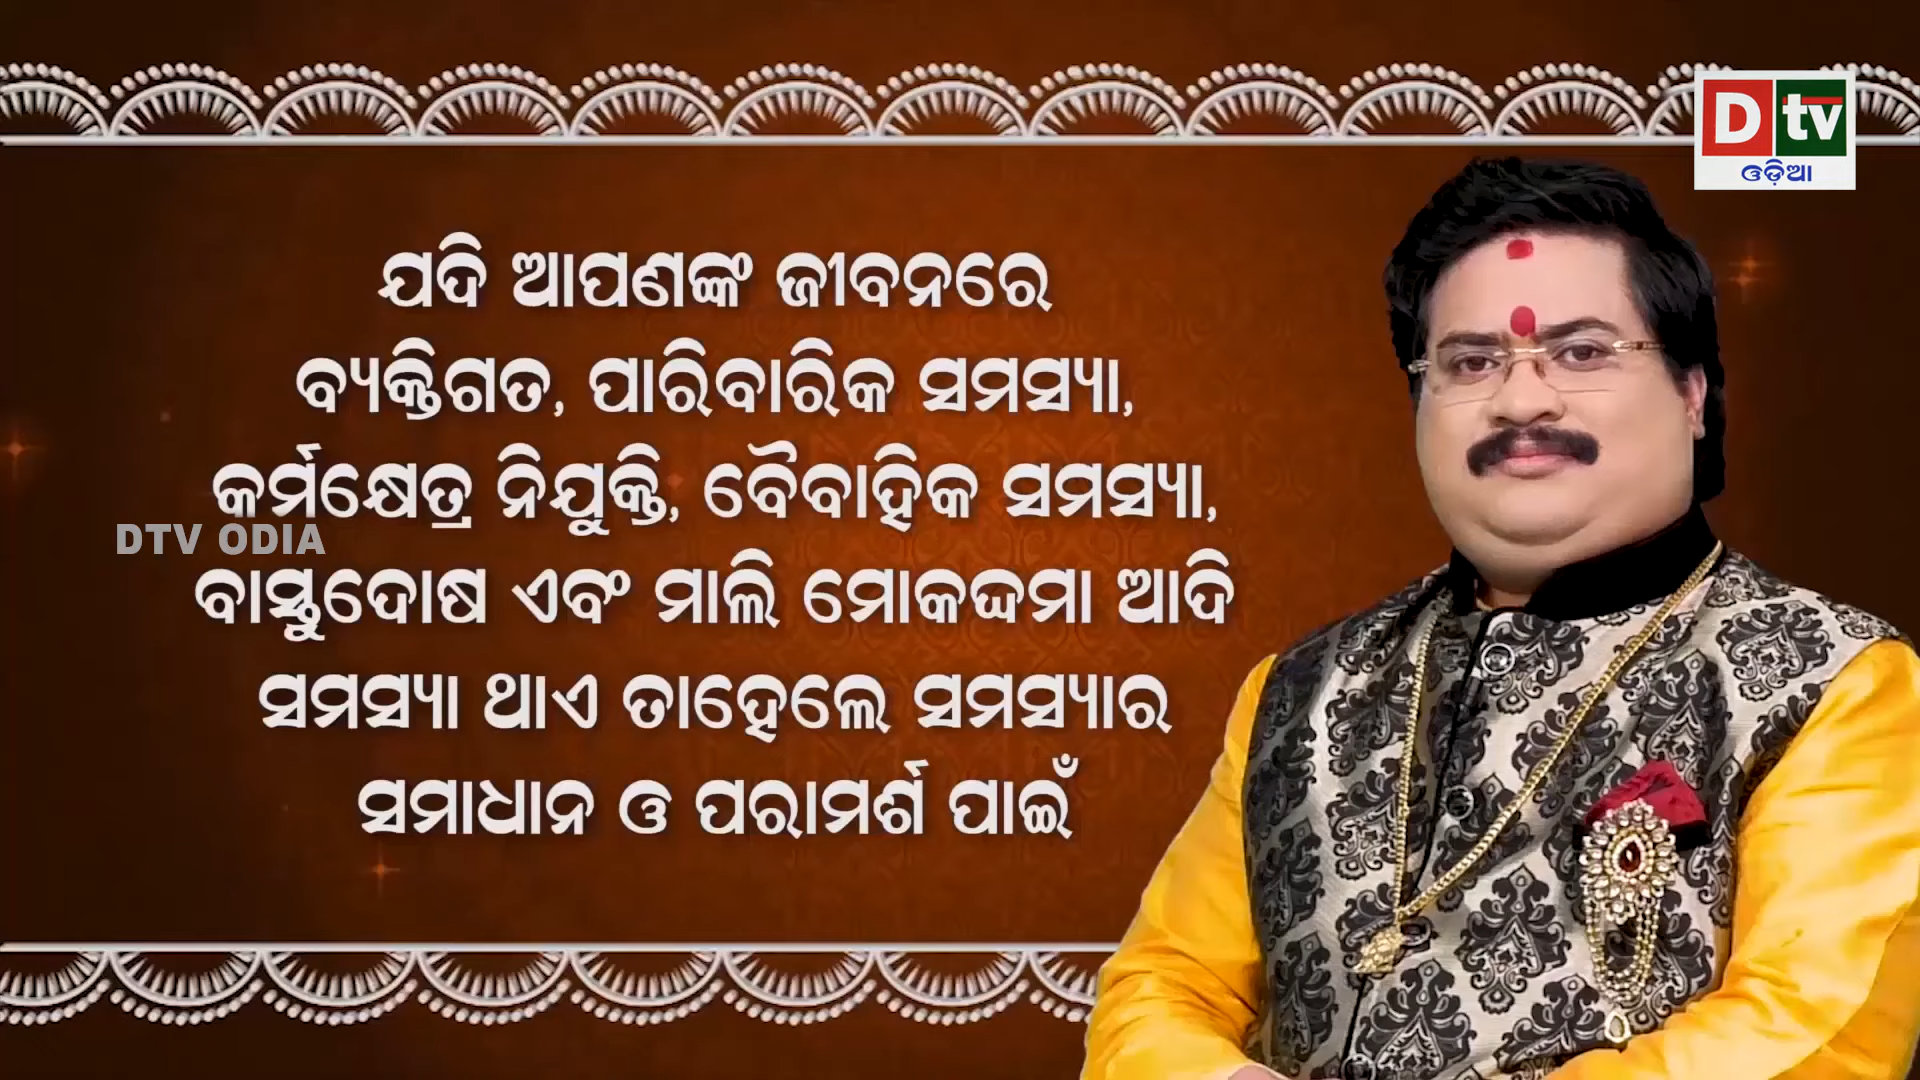 D tv
ଓଡ଼ିଆ
ଯଦି ଆପଣଙ୍କ ଜୀବନରେ
ବ୍ୟକ୍ତିଗତ, ପାରିବାରିକ ସମସ୍ୟା,
କର୍ମକ୍ଷେତ୍ର ନିଯୁକ୍ତି, ବୈବାହିକ ସମସ୍ୟା,
DTV ODIA
ବାସ୍ତୁଦୋଷ ଏବଂ ମାଲି ମୋକଦ୍ଦମା ଆଦି
ସମସ୍ୟା ଥାଏ ତାହେଲେ ସମସ୍ୟାର
ସମାଧାନ ଓ ପରାମର୍ଶ ପାଇଁ